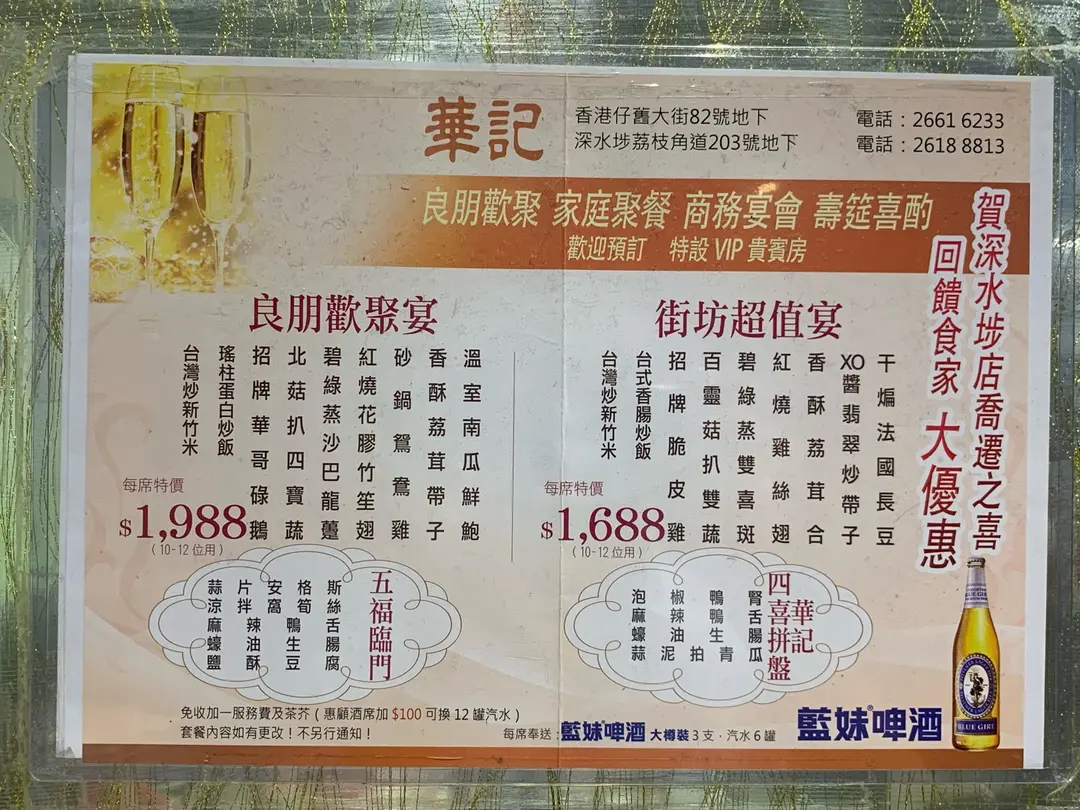 華記
香港仔舊大街82號地下
電話：2661 6233
深水埗荔枝角道203號地下
電話：2618 8813
良朋歡聚 家庭聚餐 商務宴會 壽筵喜酌
歡迎預訂 特設 VIP 貴賓房
賀深水埗店喬遷之喜
回饋食家 大優惠
良朋歡聚宴
溫室南瓜鮮鮑
香酥荔茸帶子
砂鍋鴛鴦雞
紅燒花膠竹笙翅
碧綠蒸沙巴龍躉
北菇扒四寶蔬
招牌華哥碌鵝
瑤柱蛋白炒飯
台灣炒新竹米
每席特價
$1,988
(10-12 位用)
五福臨門
蒜片安格斯
涼拌窩筍絲
麻辣鴨舌
蠔油生腸
鹽酥豆腐
街坊超值宴
干煸法國長豆
XO醬翡翠炒帶子
香酥荔茸合
紅燒雞絲翅
碧綠蒸雙喜斑
百靈菇扒雙蔬
招牌脆皮雞
台式香腸炒飯
台灣炒新竹米
每席特價
$1,688
(10-12 位用)
華記
四喜拼盤
泡椒鴨腎
麻辣鴨舌
蠔油生腸
蒜泥拍青瓜
免收加一服務費及茶芥 ( 惠顧酒席加 $100 可換 12 罐汽水 )
套餐內容如有更改！不另行通知！
每席奉送：藍妹®啤酒 大樽裝 3 支．汽水 6 罐
藍妹®啤酒
BLUE GIRL